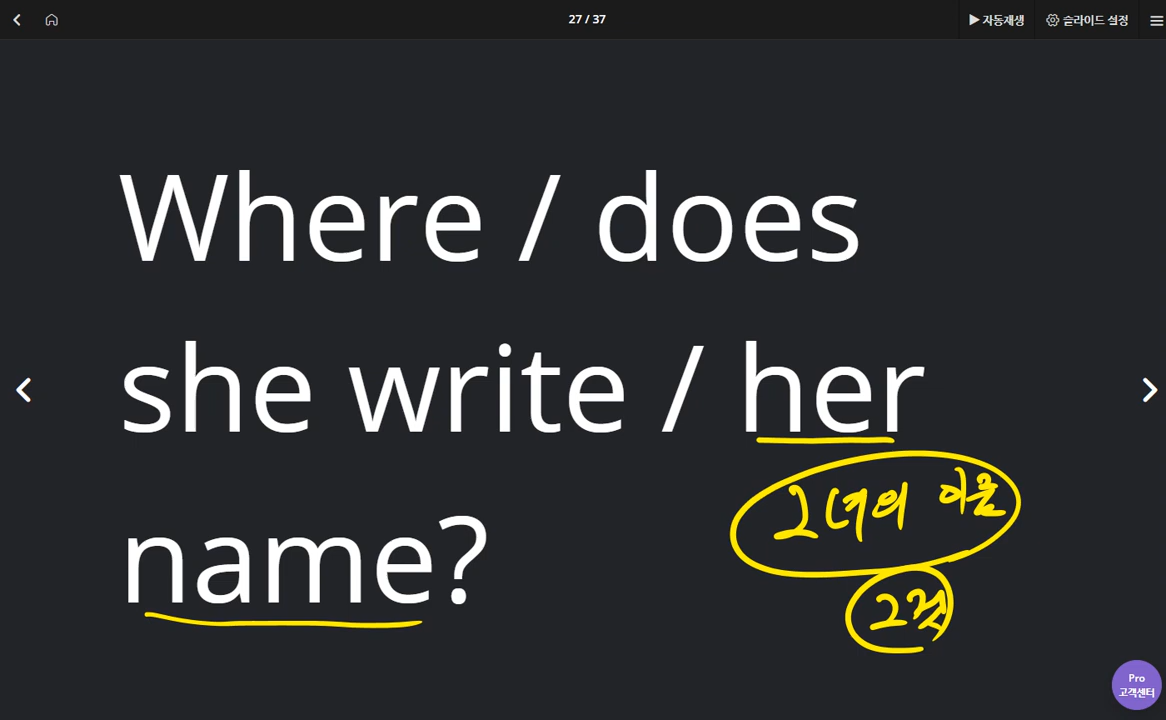 27 / 37
자동재생
슬라이드 설정
Where / does
she write / her
name?
그녀의 이름
그것
Pro
고객센터